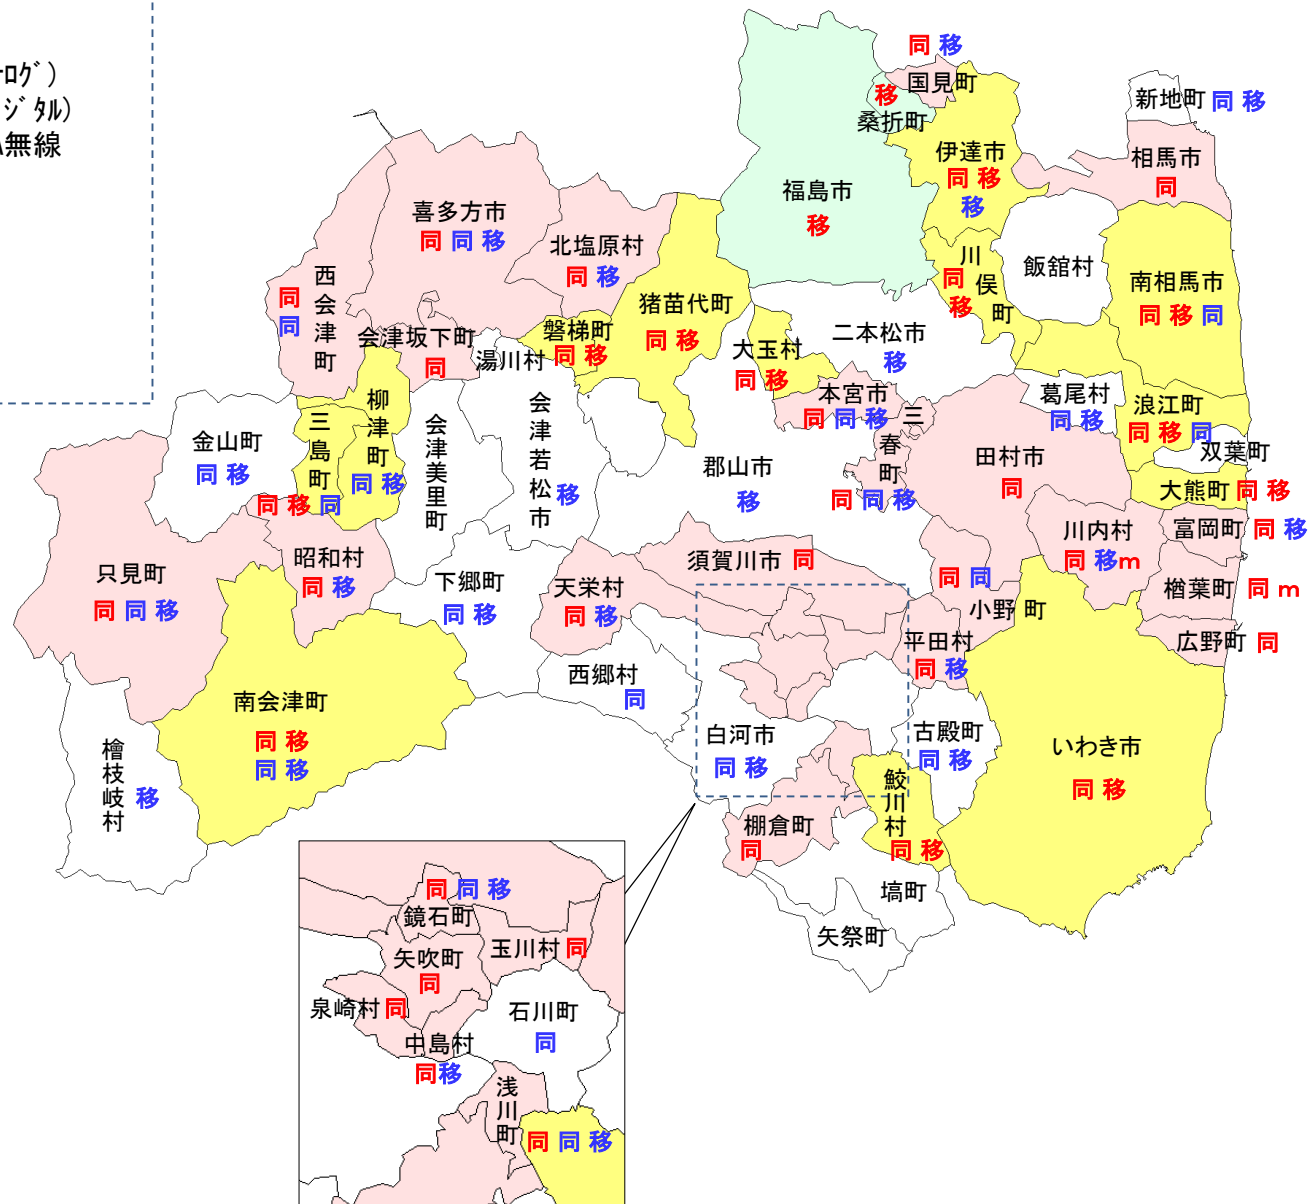 ﾅﾛｸﾞ)
ｼﾞﾀﾙ)
無線
同 移
国見町
移
桑折町
新地町 同 移
伊達市
同 移
移
相馬市
同
福島市
移
喜多方市
同 同 移
北塩原村
同 移
川俣町
同
移
飯舘村
南相馬市
同 移 同
西会津町
同
同
猪苗代町
同 移
磐梯町
同 移
会津坂下町
同
湯川村
二本松市
移
大玉村
同 移
本宮市
同 同 移
葛尾村
同 移
浪江町
同 移 同
双葉町
三春町
同 同 移
柳津町
同 移
三島町
同 移 同
会津美里町
会津若松市
移
金山町
同 移
郡山市
移
田村市
同
大熊町 同 移
川内村
同 移 m
富岡町 同 移
只見町
同 同 移
昭和村
同 移
下郷町
同 移
天栄村
同 移
須賀川市 同
同 同
小野町
楢葉町 同 m
広野町 同
平田村
同 移
西郷村
同
南会津町
同 移
同 移
檜枝岐村
移
白河市
同 移
古殿町
同 移
いわき市
同 移
鮫川村
同 移
棚倉町
同
塙町
矢祭町
同 同 移
鏡石町
玉川村 同
矢吹町
同
泉崎村 同
石川町
同
中島村
同 移
浅川町
同 同 移